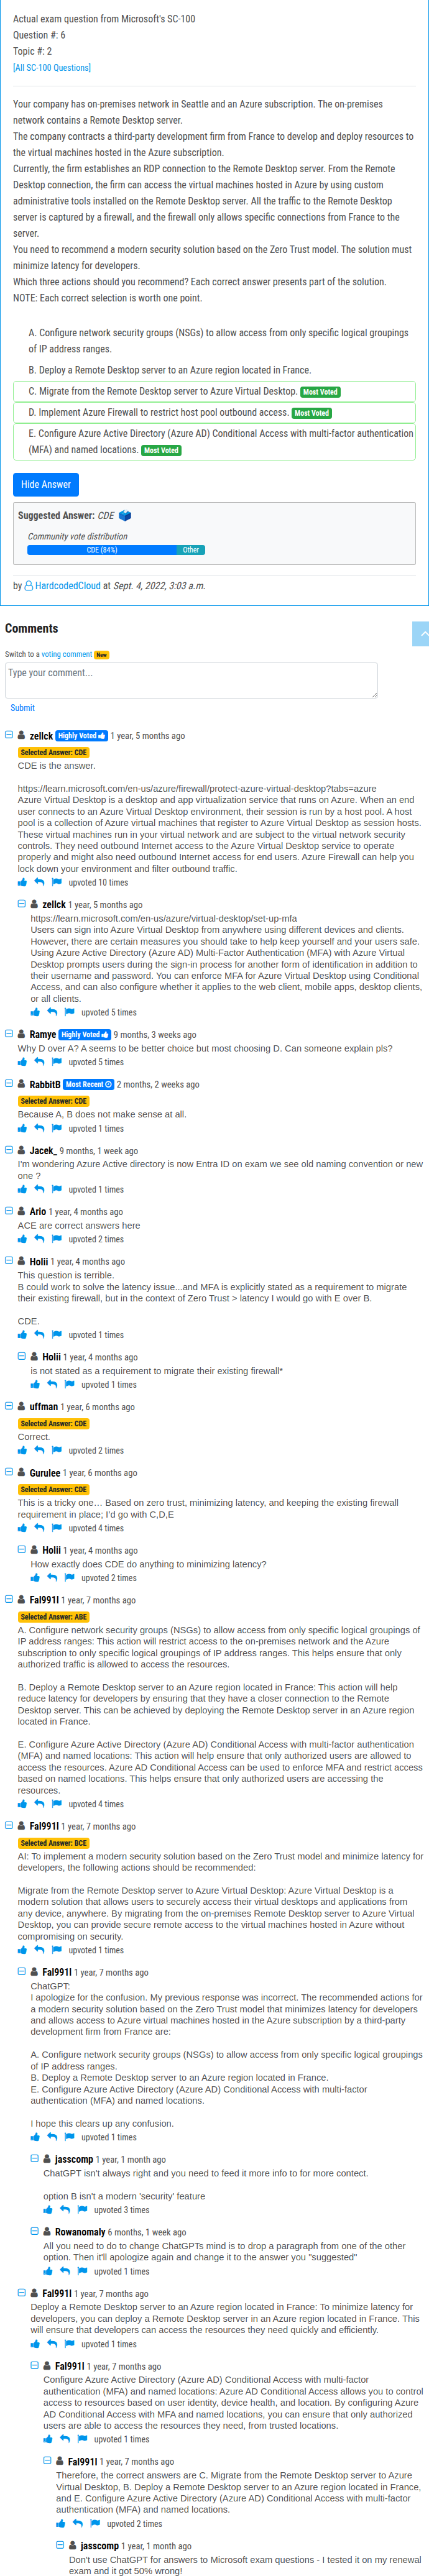 Actual exam question from Microsoft's SC-100
Question #: 6
Topic #: 2
[All SC-100 Questions]
Your company has on-premises network in Seattle and an Azure subscription. The on-premises
network contains a Remote Desktop server.
The company contracts a third-party development firm from France to develop and deploy resources to
the virtual machines hosted in the Azure subscription.
Currently, the firm establishes an RDP connection to the Remote Desktop server. From the Remote
Desktop connection, the firm can access the virtual machines hosted in Azure by using custom
administrative tools installed on the Remote Desktop server. All the traffic to the Remote Desktop
server is captured by a firewall, and the firewall only allows specific connections from France to the
server.
You need to recommend a modern security solution based on the Zero Trust model. The solution must
minimize latency for developers.
Which three actions should you recommend? Each correct answer presents part of the solution.
NOTE: Each correct selection is worth one point.
A. Configure network security groups (NSGs) to allow access from only specific logical groupings
of IP address ranges.
B. Deploy a Remote Desktop server to an Azure region located in France.
C. Migrate from the Remote Desktop server to Azure Virtual Desktop. Most Voted
D. Implement Azure Firewall to restrict host pool outbound access. Most Voted
E. Configure Azure Active Directory (Azure AD) Conditional Access with multi-factor authentication
(MFA) and named locations. Most Voted
Hide Answer
Suggested Answer: CDE
Community vote distribution
CDE (84%) Other
by HardcodedCloud at Sept. 4, 2022, 3:03 a.m.
Comments
Switch to a voting comment New
Type your comment...
Submit
zellck Highly Voted 1 year, 5 months ago
Selected Answer: CDE
CDE is the answer.
https://learn.microsoft.com/en-us/azure/firewall/protect-azure-virtual-desktop?tabs=azure
Azure Virtual Desktop is a desktop and app virtualization service that runs on Azure. When an end
user connects to an Azure Virtual Desktop environment, their session is run by a host pool. A host
pool is a collection of Azure virtual machines that register to Azure Virtual Desktop as session hosts.
These virtual machines run in your virtual network and are subject to the virtual network security
controls. They need outbound Internet access to the Azure Virtual Desktop service to operate
properly and might also need outbound Internet access for end users. Azure Firewall can help you
lock down your environment and filter outbound traffic.
upvoted 10 times
zellck 1 year, 5 months ago
https://learn.microsoft.com/en-us/azure/virtual-desktop/set-up-mfa
Users can sign into Azure Virtual Desktop from anywhere using different devices and clients.
However, there are certain measures you should take to help keep yourself and your users safe.
Using Azure Active Directory (Azure AD) Multi-Factor Authentication (MFA) with Azure Virtual
Desktop prompts users during the sign-in process for another form of identification in addition to
their username and password. You can enforce MFA for Azure Virtual Desktop using Conditional
Access, and can also configure whether it applies to the web client, mobile apps, desktop clients,
or all clients.
upvoted 5 times
Ramye Highly Voted 9 months, 3 weeks ago
Why D over A? A seems to be better choice but most choosing D. Can someone explain pls?
upvoted 5 times
RabbitB Most Recent 2 months, 2 weeks ago
Selected Answer: CDE
Because A, B does not make sense at all.
upvoted 1 times
Jacek_ 9 months, 1 week ago
I'm wondering Azure Active directory is now Entra ID on exam we see old naming convention or new
one ?
upvoted 1 times
Ario 1 year, 4 months ago
ACE are correct answers here
upvoted 2 times
Holii 1 year, 4 months ago
This question is terrible.
B could work to solve the latency issue...and MFA is explicitly stated as a requirement to migrate
their existing firewall, but in the context of Zero Trust > latency I would go with E over B.
CDE.
upvoted 1 times
Holii 1 year, 4 months ago
is not stated as a requirement to migrate their existing firewall*
upvoted 1 times
uffman 1 year, 6 months ago
Selected Answer: CDE
Correct.
upvoted 2 times
Gurulee 1 year, 6 months ago
Selected Answer: CDE
This is a tricky one… Based on zero trust, minimizing latency, and keeping the existing firewall
requirement in place; I'd go with C,D,E
upvoted 4 times
Holii 1 year, 4 months ago
How exactly does CDE do anything to minimizing latency?
upvoted 2 times
Fal991l 1 year, 7 months ago
Selected Answer: ABE
A. Configure network security groups (NSGs) to allow access from only specific logical groupings of
IP address ranges: This action will restrict access to the on-premises network and the Azure
subscription to only specific logical groupings of IP address ranges. This helps ensure that only
authorized traffic is allowed to access the resources.
B. Deploy a Remote Desktop server to an Azure region located in France: This action will help
reduce latency for developers by ensuring that they have a closer connection to the Remote
Desktop server. This can be achieved by deploying the Remote Desktop server in an Azure region
located in France.
E. Configure Azure Active Directory (Azure AD) Conditional Access with multi-factor authentication
(MFA) and named locations: This action will help ensure that only authorized users are allowed to
access the resources. Azure AD Conditional Access can be used to enforce MFA and restrict access
based on named locations. This helps ensure that only authorized users are accessing the
resources.
upvoted 4 times
Fal991l 1 year, 7 months ago
Selected Answer: BCE
AI: To implement a modern security solution based on the Zero Trust model and minimize latency for
developers, the following actions should be recommended:
Migrate from the Remote Desktop server to Azure Virtual Desktop: Azure Virtual Desktop is a
modern solution that allows users to securely access their virtual desktops and applications from
any device, anywhere. By migrating from the on-premises Remote Desktop server to Azure Virtual
Desktop, you can provide secure remote access to the virtual machines hosted in Azure without
compromising on security.
upvoted 1 times
Fal991l 1 year, 7 months ago
ChatGPT:
I apologize for the confusion. My previous response was incorrect. The recommended actions for
a modern security solution based on the Zero Trust model that minimizes latency for developers
and allows access to Azure virtual machines hosted in the Azure subscription by a third-party
development firm from France are:
A. Configure network security groups (NSGs) to allow access from only specific logical groupings
of IP address ranges.
B. Deploy a Remote Desktop server to an Azure region located in France.
E. Configure Azure Active Directory (Azure AD) Conditional Access with multi-factor
authentication (MFA) and named locations.
I hope this clears up any confusion.
upvoted 1 times
jasscomp 1 year, 1 month ago
ChatGPT isn't always right and you need to feed it more info to for more contect.
option B isn't a modern 'security' feature
upvoted 3 times
Rowanomaly 6 months, 1 week ago
All you need to do to change ChatGPTs mind is to drop a paragraph from one of the other
option. Then it'll apologize again and change it to the answer you "suggested"
upvoted 1 times
Fal991l 1 year, 7 months ago
Deploy a Remote Desktop server to an Azure region located in France: To minimize latency for
developers, you can deploy a Remote Desktop server in an Azure region located in France. This
will ensure that developers can access the resources they need quickly and efficiently.
upvoted 1 times
Fal991l 1 year, 7 months ago
Configure Azure Active Directory (Azure AD) Conditional Access with multi-factor
authentication (MFA) and named locations: Azure AD Conditional Access allows you to control
access to resources based on user identity, device health, and location. By configuring Azure
AD Conditional Access with MFA and named locations, you can ensure that only authorized
users are able to access the resources they need, from trusted locations.
upvoted 1 times
Fal991l 1 year, 7 months ago
Therefore, the correct answers are C. Migrate from the Remote Desktop server to Azure
Virtual Desktop, B. Deploy a Remote Desktop server to an Azure region located in France,
and E. Configure Azure Active Directory (Azure AD) Conditional Access with multi-factor
authentication (MFA) and named locations.
upvoted 2 times
jasscomp 1 year, 1 month ago
Don't use ChatGPT for answers to Microsoft exam questions - I tested it on my renewal
exam and it got 50% wrong!